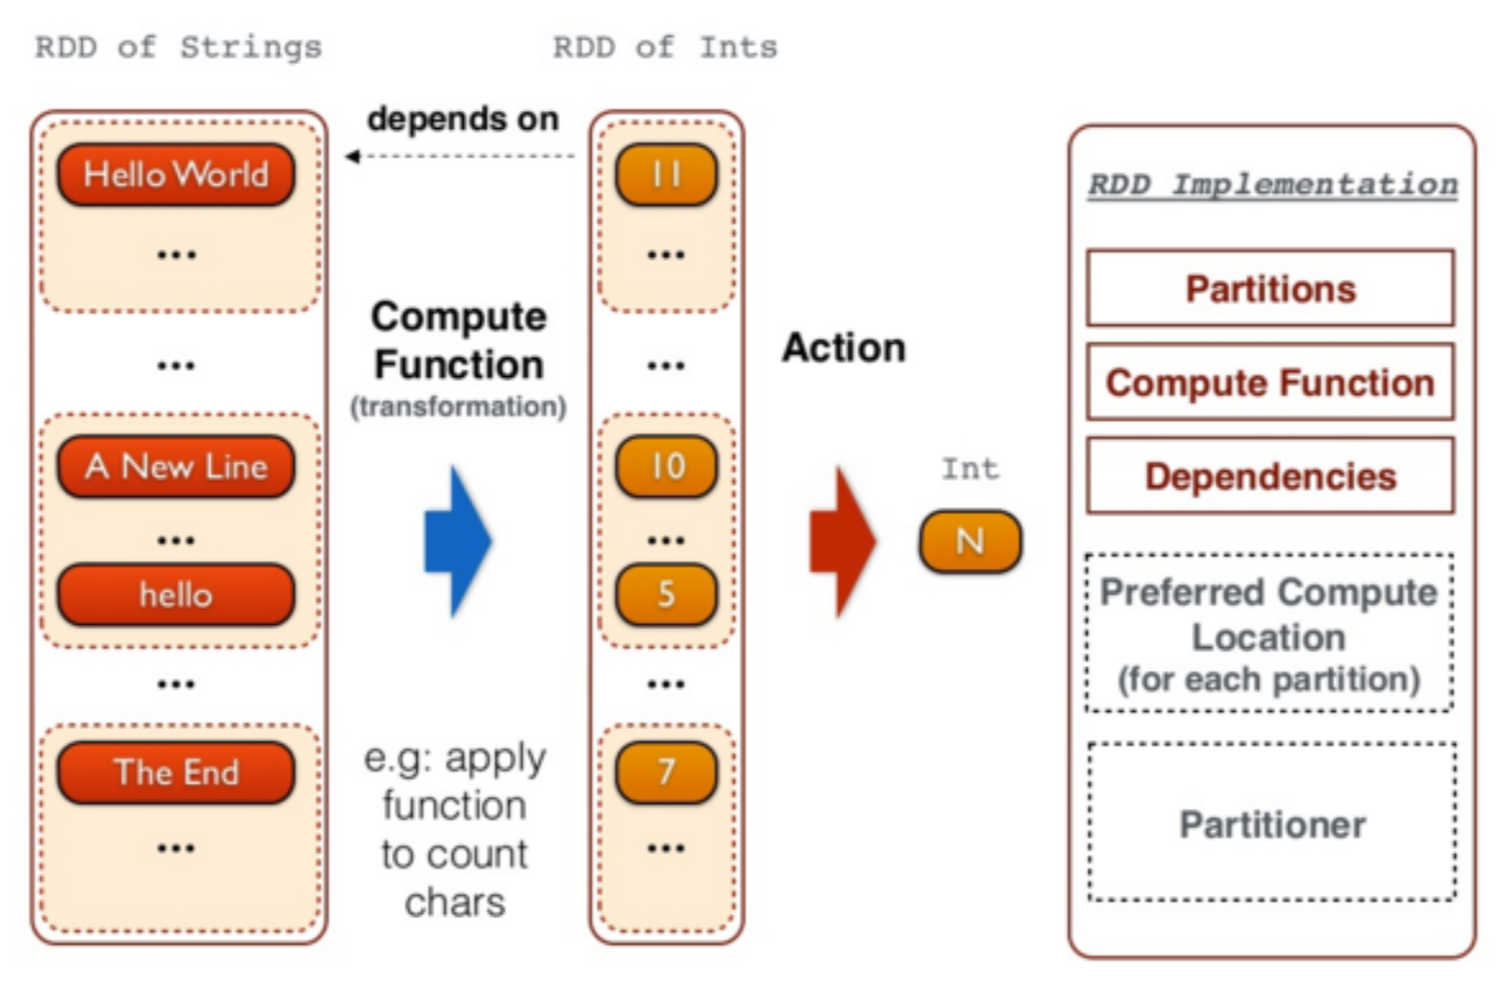 RDD of Strings
RDD of Ints
depends on
Hello World
...
...
A New Line
...
hello
...
The End
...
Compute
Function
(transformation)
e.g: apply
function
to count
chars
11
...
...
10
...
5
...
7
...
Action
Int
N
RDD Implementation
Partitions
Compute Function
Dependencies
Preferred Compute
Location
(for each partition)
Partitioner